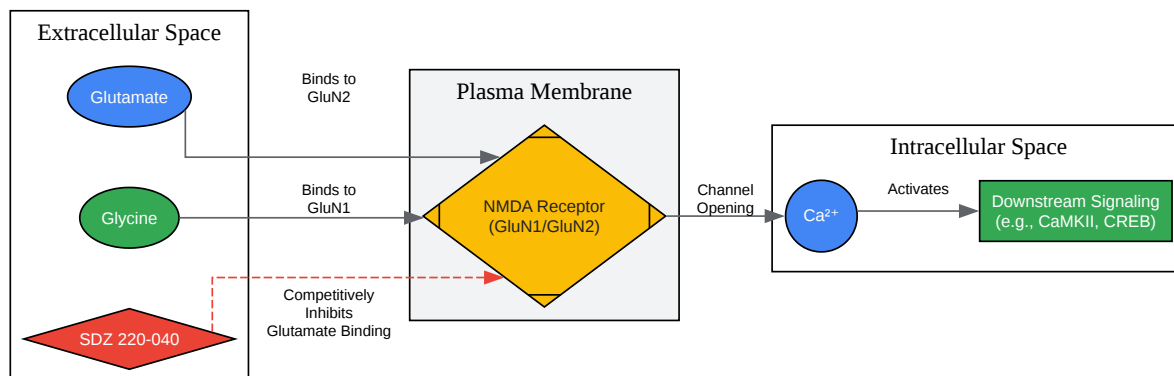 Extracellular Space
Glutamate
Binds to
GluN2
Glycine
Binds to
GluN1
SDZ 220-040
Competitively
Inhibits
Glutamate Binding
Plasma Membrane
NMDA Receptor
(GluN1/GluN2)
Channel
Opening
Intracellular Space
Ca²⁺
Activates
Downstream Signaling
(e.g., CaMKII, CREB)